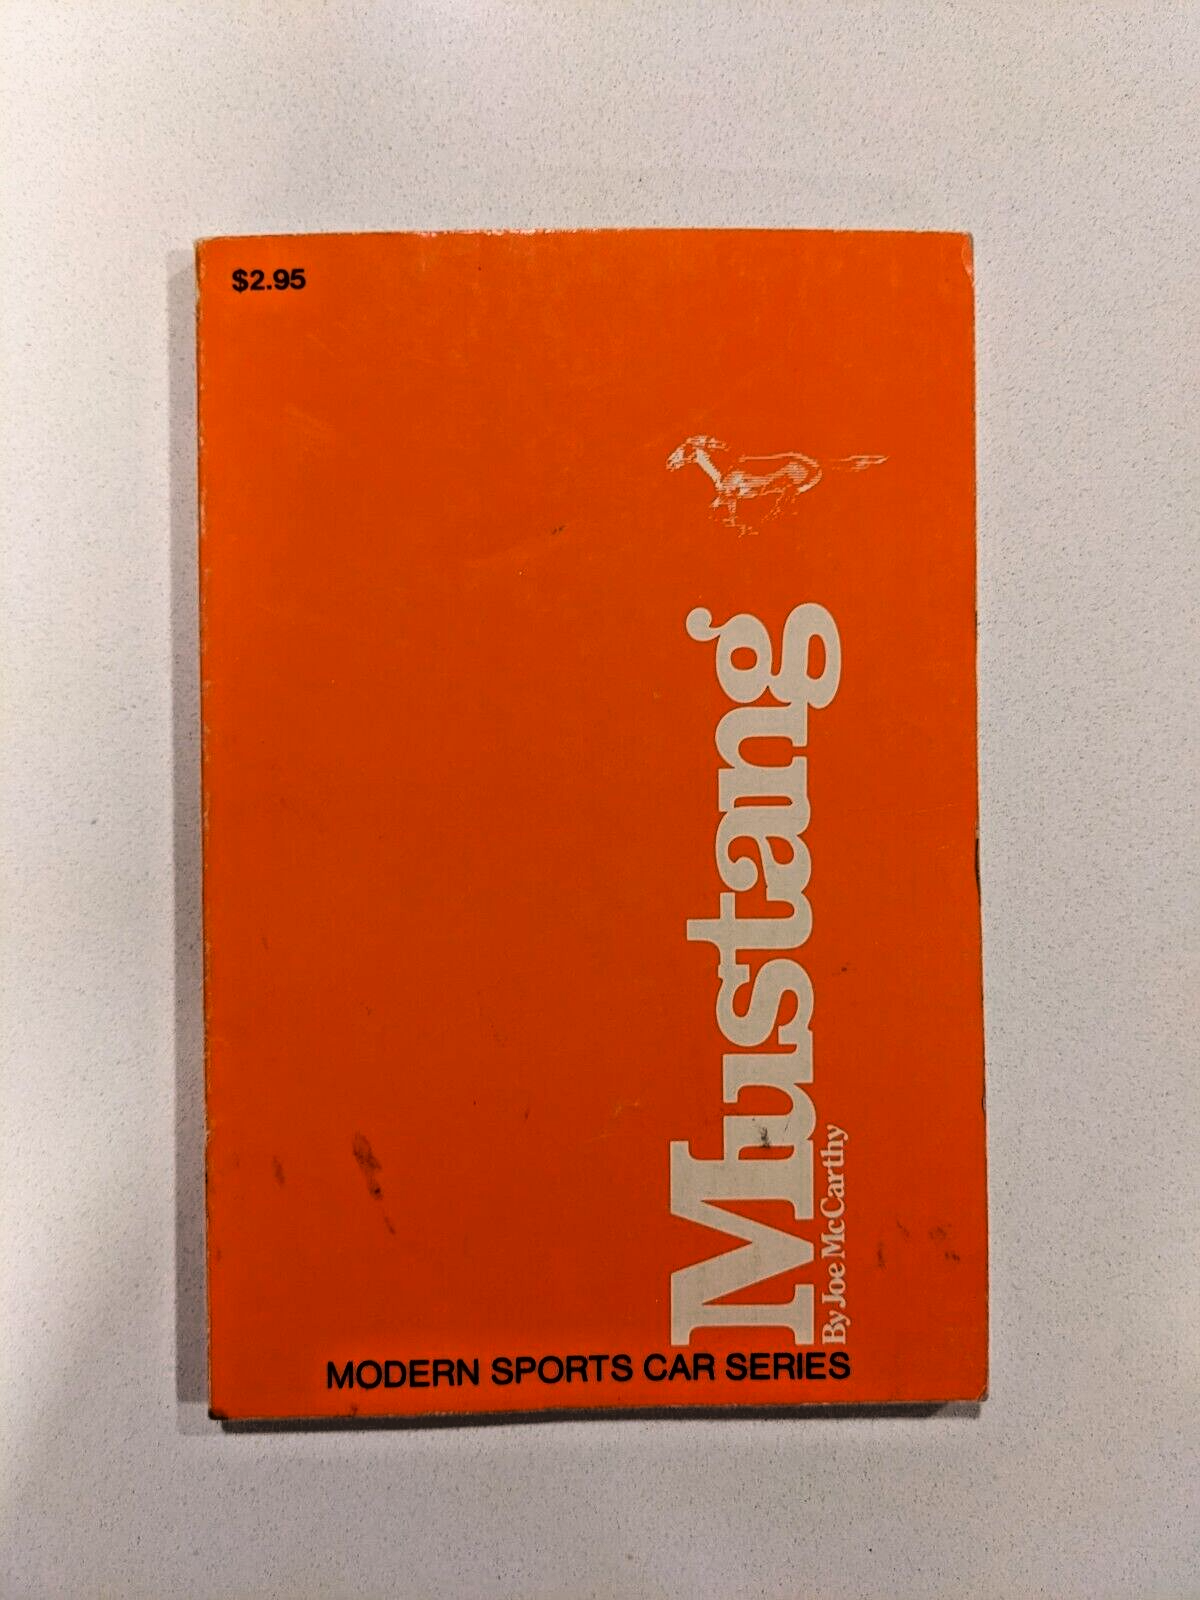 $2.95
Mustang
By Joe McCarthy
MODERN SPORTS CAR SERIES